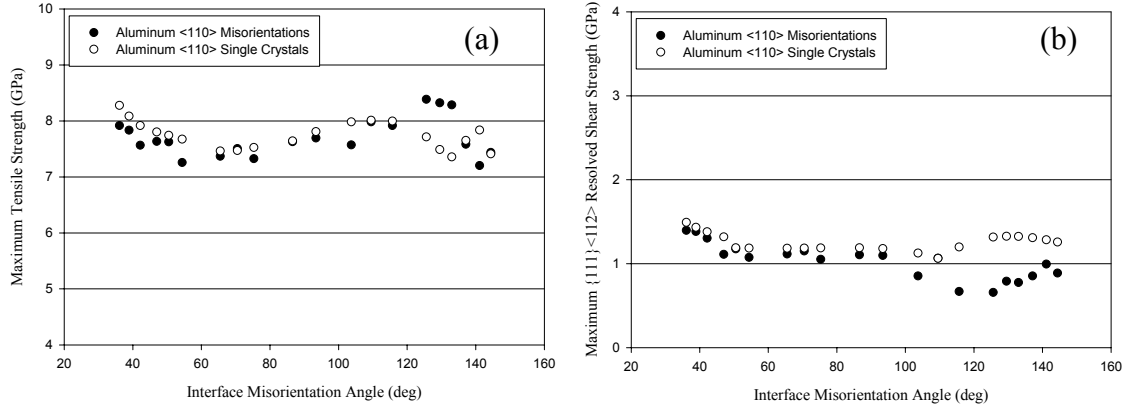 Aluminum <110> Misorientations
Aluminum <110> Single Crystals
(a)
Maximum Tensile Strength (GPa)
10
9
8
7
6
5
4
20 40 60 80 100 120 140 160
Interface Misorientation Angle (deg)
Aluminum <110> Misorientations
Aluminum <110> Single Crystals
(b)
Maximum {111}<112> Resolved Shear Strength (GPa)
4
3
2
1
0
20 40 60 80 100 120 140 160
Interface Misorientation Angle (deg)